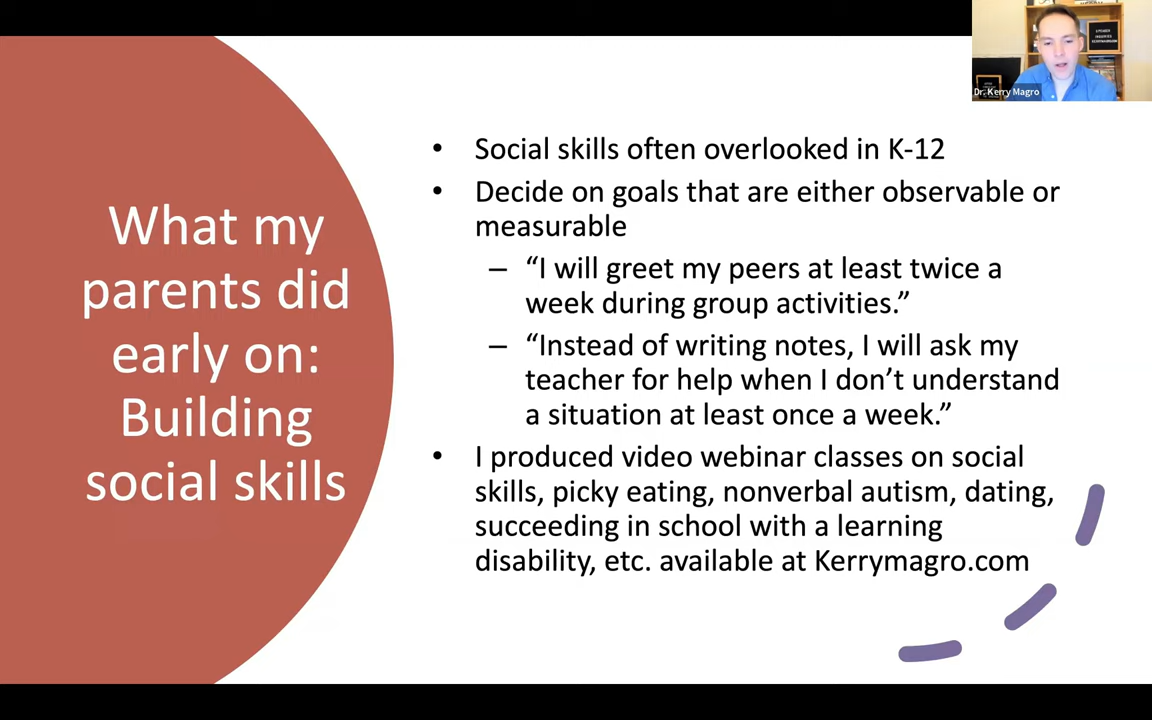 What my
parents did
early on:
Building
social skills
• Social skills often overlooked in K-12
• Decide on goals that are either observable or
measurable
– “I will greet my peers at least twice a
week during group activities.”
– “Instead of writing notes, I will ask my
teacher for help when I don’t understand
a situation at least once a week.”
• I produced video webinar classes on social
skills, picky eating, nonverbal autism, dating,
succeeding in school with a learning
disability, etc. available at Kerrymagro.com
Dr. Kerry Magro